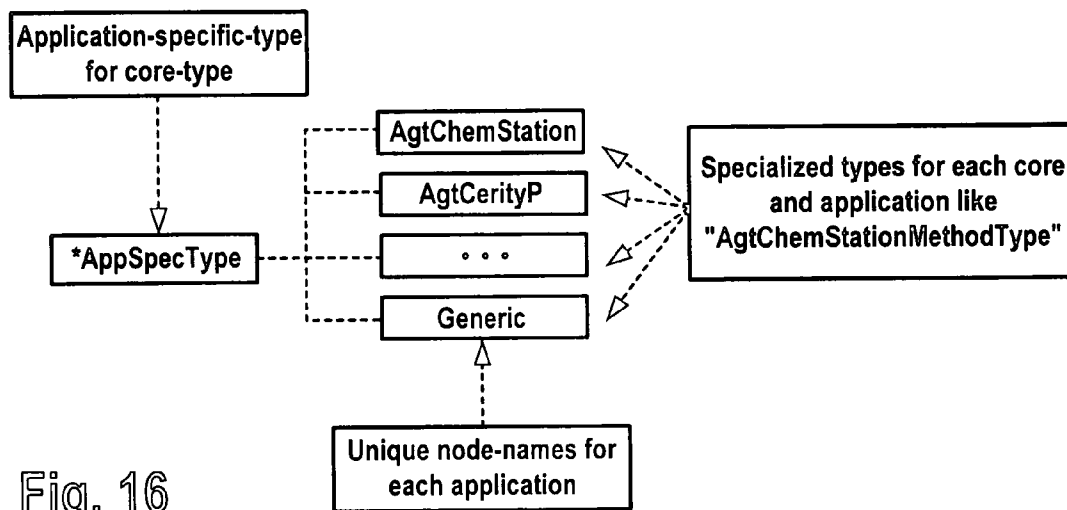 Application-specific-type
for core-type
*AppSpecType
AgtChemStation
AgtCerityP
° ° °
Generic
Specialized types for each core
and application like
"AgtChemStationMethodType"
Unique node-names for
each application
Fig. 16